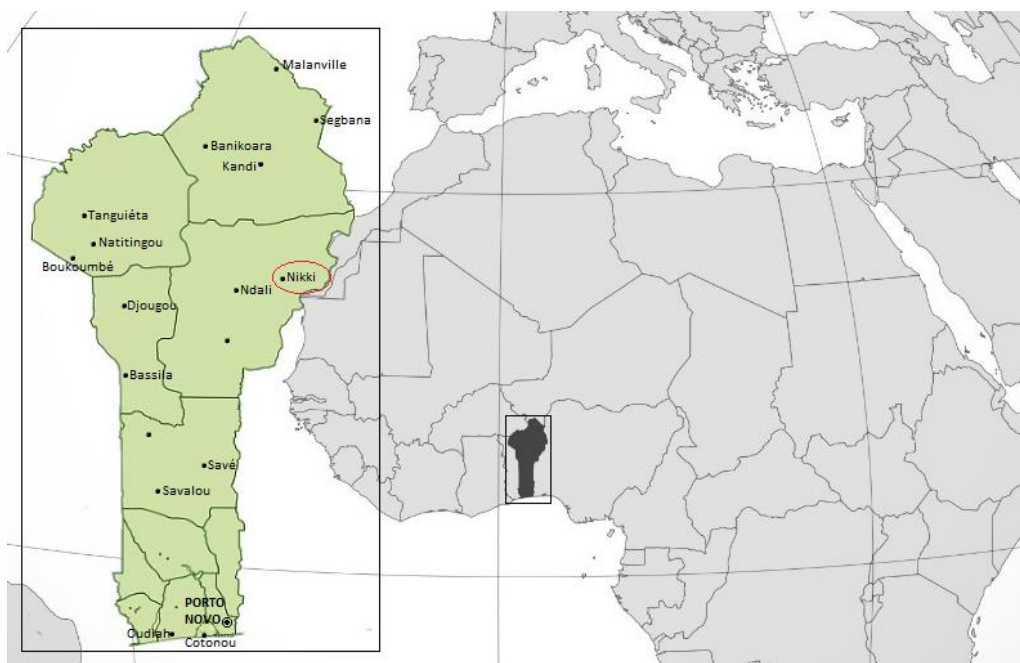 Malanville
Segbana
Banikoara
Kandi
Tanguiéta
Natitingou
Boukoumbé
Nikki
Ndali
Djougou
Bassila
Savé
Savalou
PORTO
NOVO
Oudiah
Cotonou